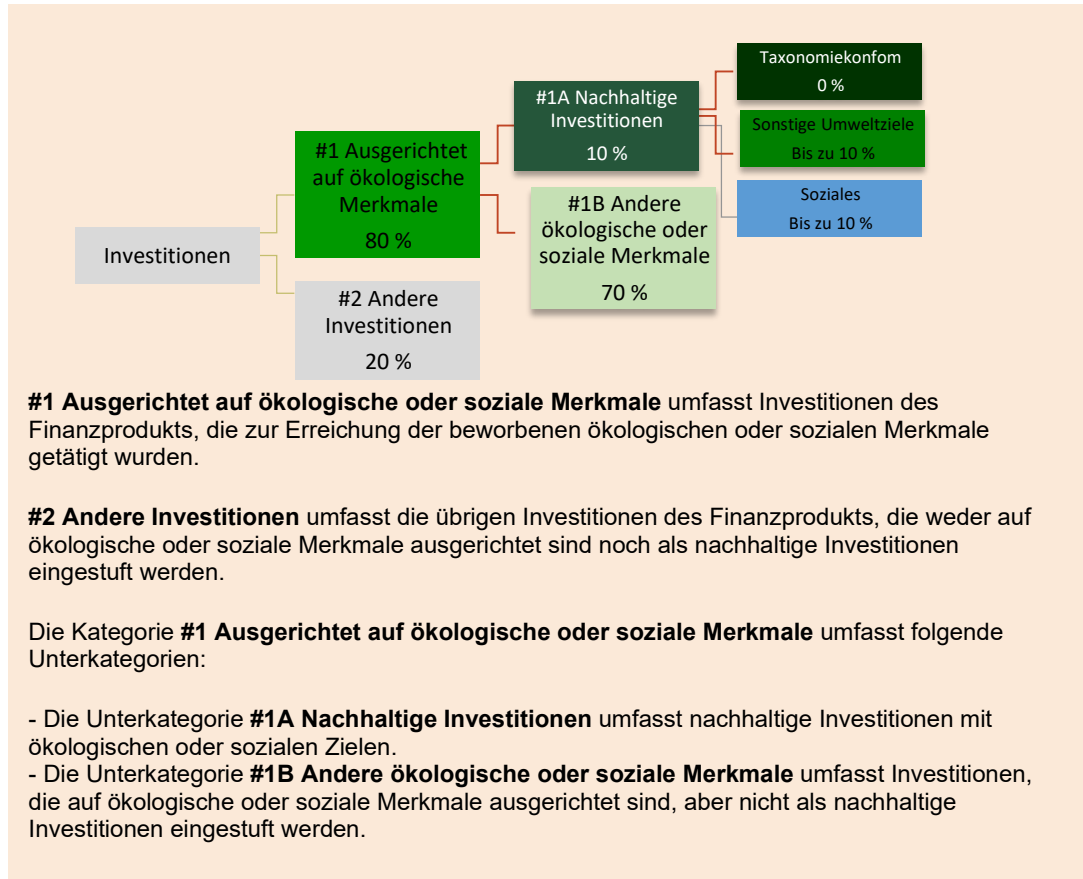 Investitionen
#1 Ausgerichtet
auf ökologische
Merkmale
80 %
#2 Andere
Investitionen
20 %
#1A Nachhaltige
Investitionen
10 %
#1B Andere
ökologische oder
soziale Merkmale
70 %
Taxonomiekonfom
0 %
Sonstige Umweltziele
Bis zu 10 %
Soziales
Bis zu 10 %
#1 Ausgerichtet auf ökologische oder soziale Merkmale umfasst Investitionen des
Finanzprodukts, die zur Erreichung der beworbenen ökologischen oder sozialen Merkmale
getätigt wurden.
#2 Andere Investitionen umfasst die übrigen Investitionen des Finanzprodukts, die weder auf
ökologische oder soziale Merkmale ausgerichtet sind noch als nachhaltige Investitionen
eingestuft werden.
Die Kategorie #1 Ausgerichtet auf ökologische oder soziale Merkmale umfasst folgende
Unterkategorien:
- Die Unterkategorie #1A Nachhaltige Investitionen umfasst nachhaltige Investitionen mit
ökologischen oder sozialen Zielen.
- Die Unterkategorie #1B Andere ökologische oder soziale Merkmale umfasst Investitionen,
die auf ökologische oder soziale Merkmale ausgerichtet sind, aber nicht als nachhaltige
Investitionen eingestuft werden.